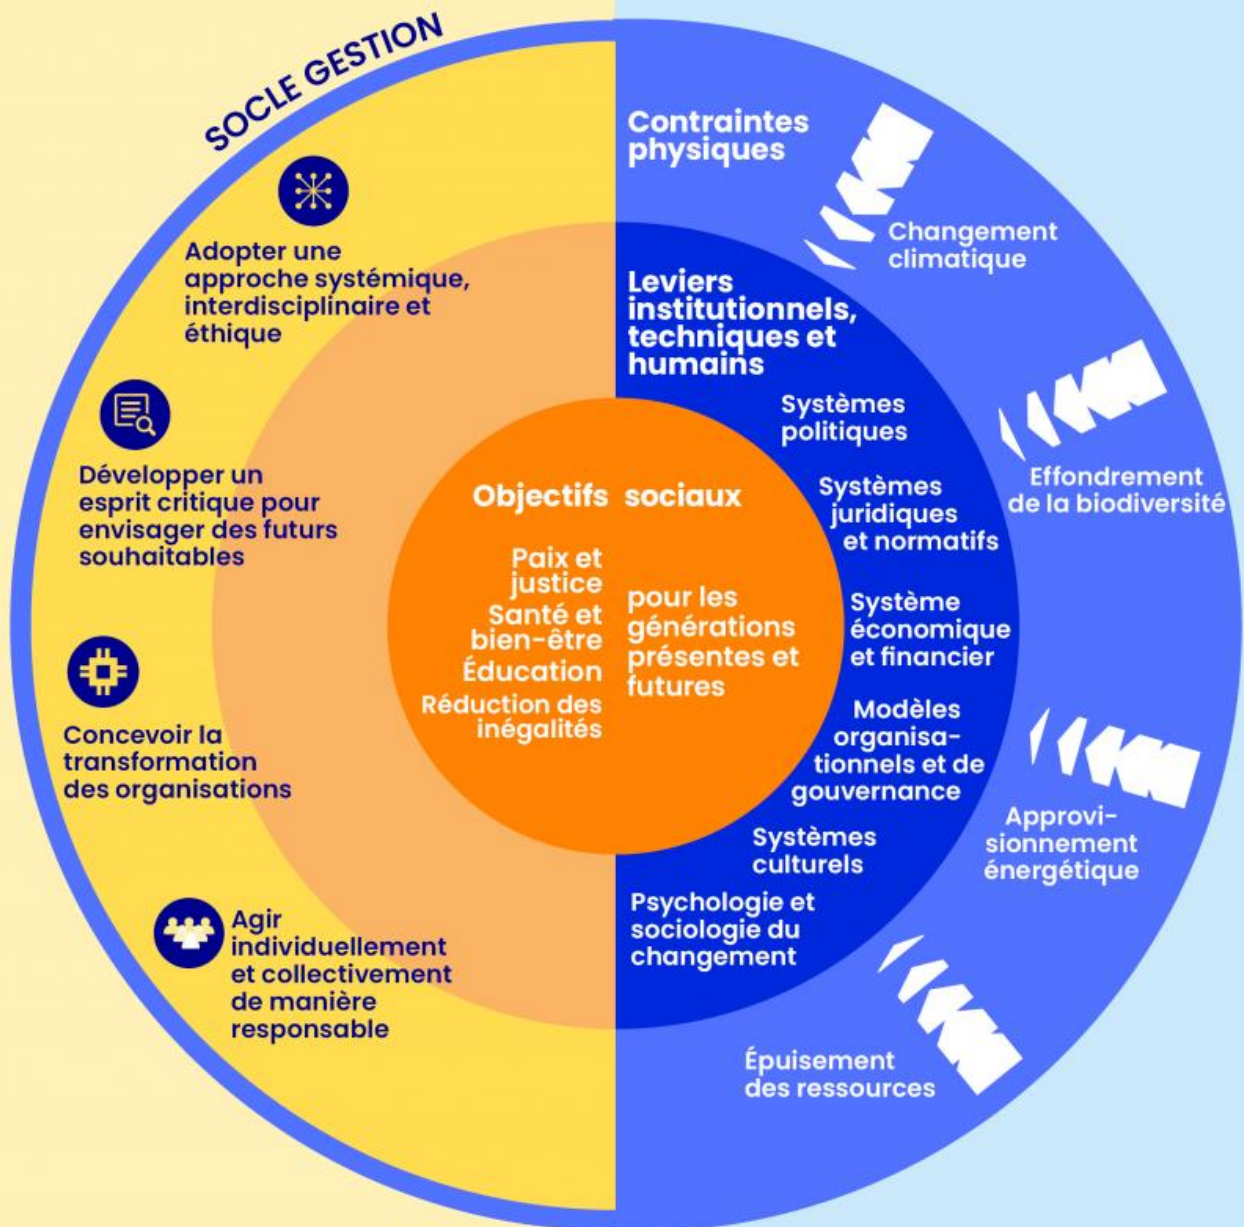 SOCLE GESTION
Adopter une
approche systémique,
interdisciplinaire et
éthique
Développer un
esprit critique pour
envisager des futurs
souhaitables
Concevoir la
transformation
des organisations
Agir
individuellement
et collectivement
de manière
responsable
Objectifs sociaux
Paix et
justice
Santé et
bien-être
Éducation
Réduction des
inégalités
pour les
générations
présentes et
futures
Contraintes
physiques
Changement
climatique
Effondrement
de la biodiversité
Approvi-
sionnement
énergétique
Épuisement
des ressources
Leviers
institutionnels,
techniques et
humains
Systèmes
politiques
Systèmes
juridiques
et normatifs
Système
économique
et financier
Modèles
organisa-
tionnels et de
gouvernance
Systèmes
culturels
Psychologie et
sociologie du
changement